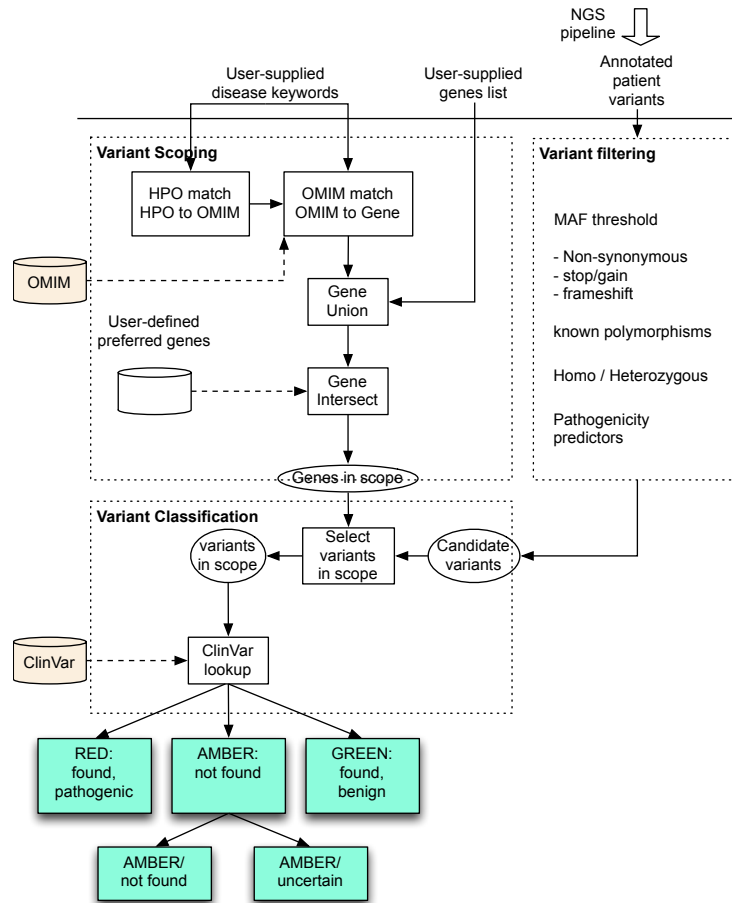 NGS
pipeline
User-supplied
disease keywords
User-supplied
genes list
Annotated
patient
variants
Variant Scoping
HPO match
HPO to OMIM
OMIM match
OMIM to Gene
OMIM
Gene
Union
User-defined
preferred genes
Gene
Intersect
Genes in scope
Variant filtering
MAF threshold
- Non-synonymous
- stop/gain
- frameshift
known polymorphisms
Homo / Heterozygous
Pathogenicity
predictors
Variant Classification
variants
in scope
Select
variants
in scope
Candidate
variants
ClinVar
ClinVar
lookup
RED:
found,
pathogenic
AMBER:
not found
GREEN:
found,
benign
AMBER/
not found
AMBER/
uncertain